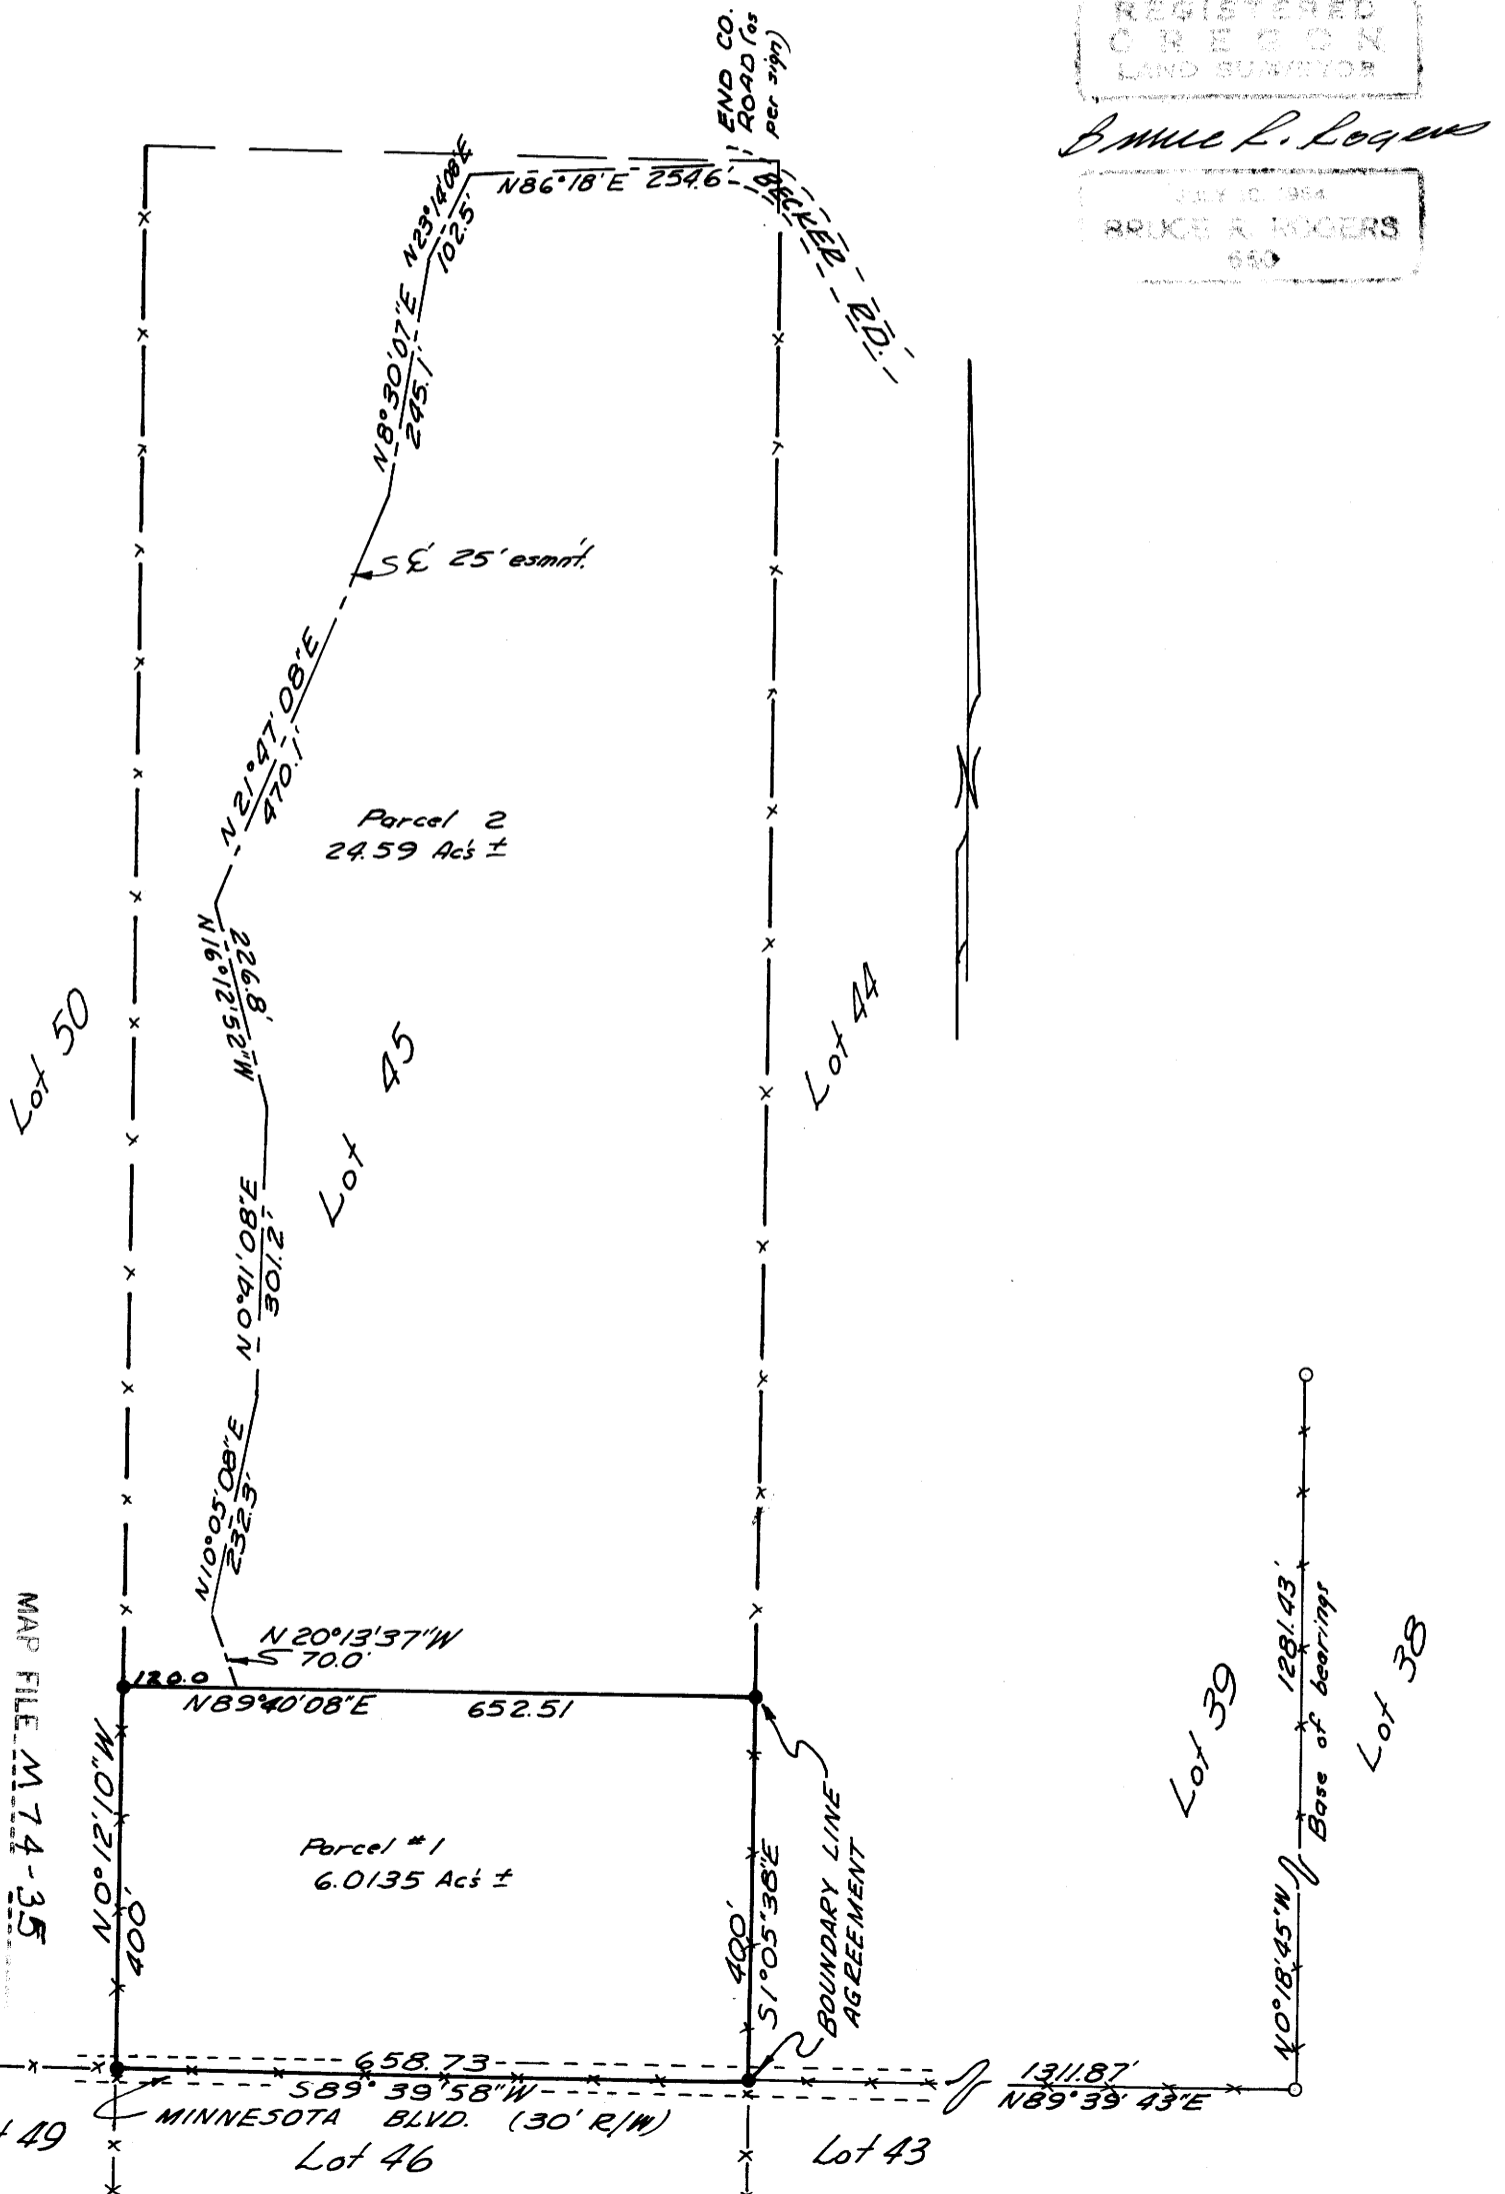 REGISTERED
OREGON
LAND SURVEYOR
Bruce R. Rogers
JULY 10, 1964
BRUCE R. ROGERS
650
END CO.
ROAD (as
per sign)
N86°18'E 254.6'
BECKER RD.
N23°14'08"E
102.5'
N8°30'07"E
245.1'
℄ 25' esmnt.
N21°47'08"E
470.1'
Parcel 2
24.59 Ac's ±
226.8'
N16°12'52"W
Lot 50
Lot 45
Lot 44
N0°41'08"E
301.2'
N10°05'08"E
232.3'
N20°13'37"W
70.0'
120.0
N89°40'08"E 652.51
N0°12'10"W
400'
Parcel #1
6.0135 Ac's ±
400'
S1°05'38"E
BOUNDARY LINE
AGREEMENT
Lot 39
1281.43'
Base of bearings
Lot 38
N0°18'45"W
MAP FILE M74-35
658.73
S89°39'58"W
1311.87'
N89°39'43"E
MINNESOTA BLVD. (30' R/W)
49
Lot 46
Lot 43